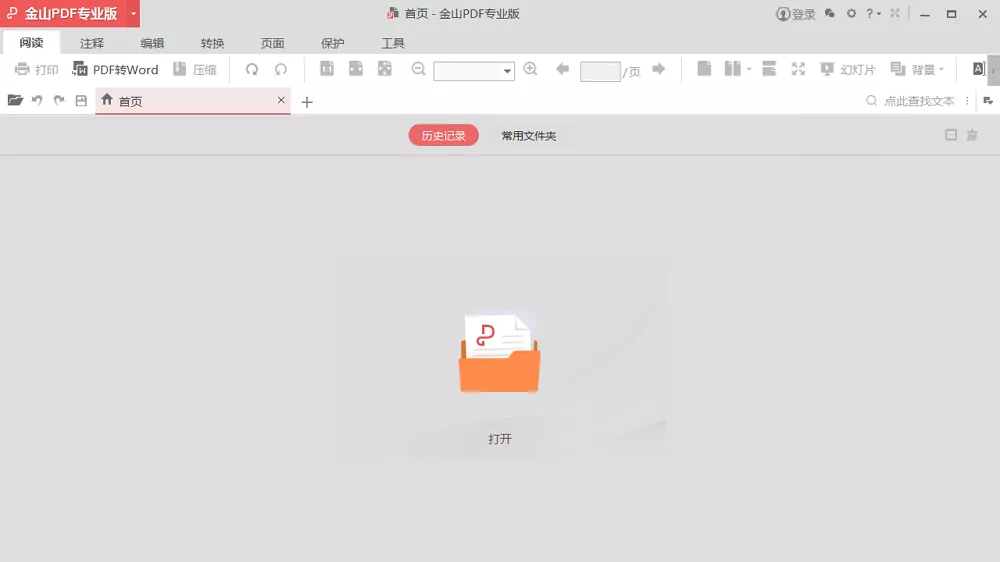 金山PDF专业版
首页 - 金山PDF专业版
登录
阅读 注释 编辑 转换 页面 保护 工具
打印 PDF转Word 压缩 1:1 /页 幻灯片 背景
首页
点此查找文本
历史记录 常用文件夹
打开